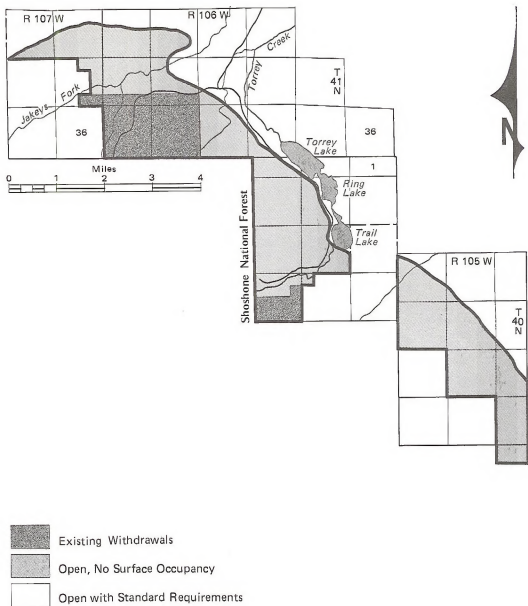 R 107 W
R 106 W
Torrey
Creek
Jakeys Fork
T
41
N
36
36
Torrey
Lake
1
Miles
0 1 2 3 4
Ring
Lake
Shoshone National Forest
Trail
Lake
R 105 W
T
40
N
N
Existing Withdrawals
Open, No Surface Occupancy
Open with Standard Requirements